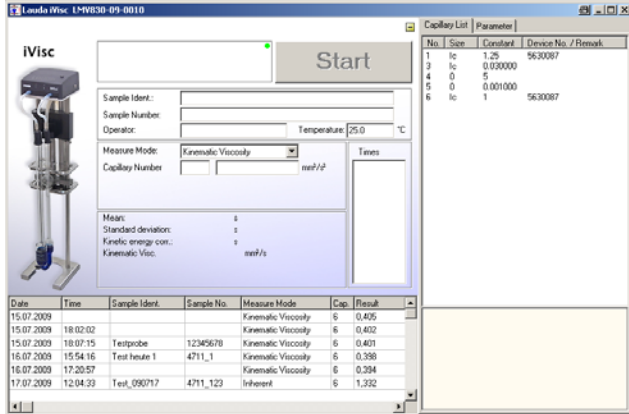 Lauda iVisc LMV830-09-0010
iVisc
Start
Sample Ident.:
Sample Number:
Operator: Temperature: 25.0 °C
Measure Mode: Kinematic Viscosity Times
Capillary Number mm²/s²
Mean: s
Standard deviation: s
Kinetic energy corr.: s
Kinematic Visc. mm²/s
Date Time Sample Ident. Sample No. Measure Mode Cap. Result
15.07.2009 Kinematic Viscosity 6 0,405
15.07.2009 18:02:02 Kinematic Viscosity 6 0,402
15.07.2009 18:07:15 Testprobe 12345678 Kinematic Viscosity 6 0,401
16.07.2009 15:54:16 Test heute 1 4711_1 Kinematic Viscosity 6 0,398
16.07.2009 17:20:57 Kinematic Viscosity 6 0,394
17.07.2009 12:04:33 Test_090717 4711_123 Inherent 6 1,332
Capillary List Parameter
No. Size Constant Device No. / Remark
1 Ic 1.25 5630087
3 Ic 0.030000
4 0 5
5 0 0.001000
6 Ic 1 5630087